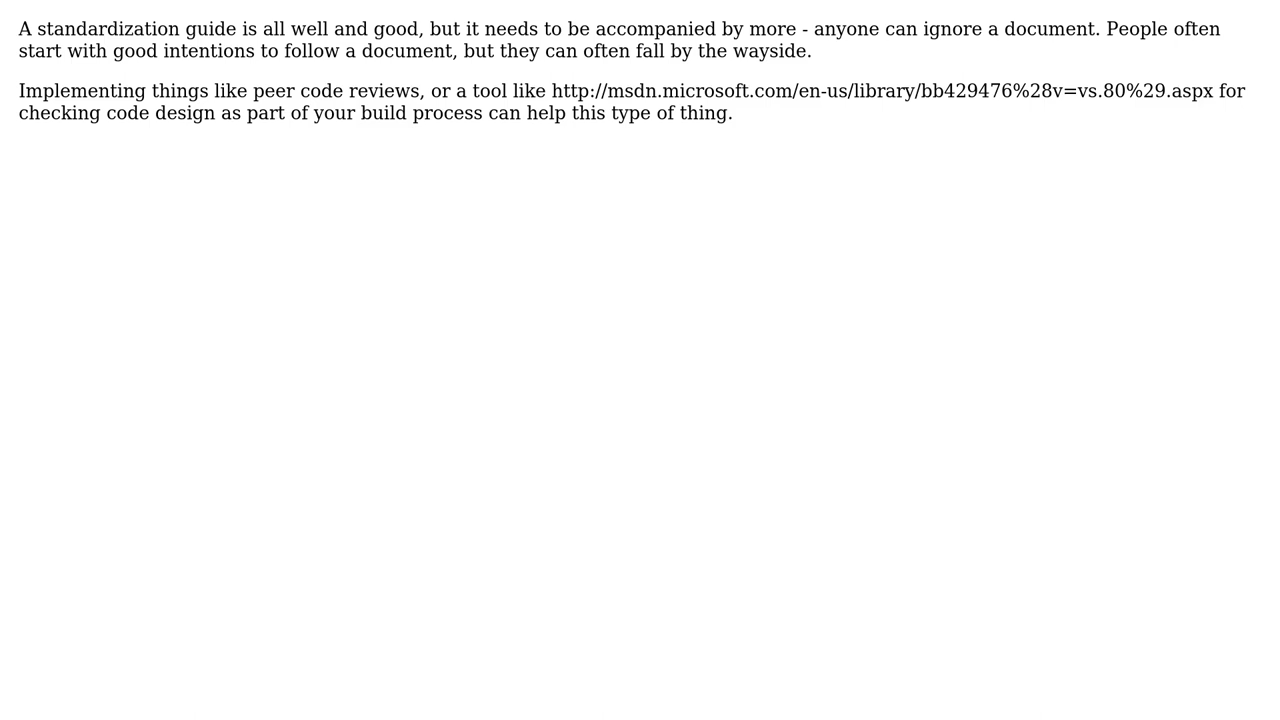 A standardization guide is all well and good, but it needs to be accompanied by more - anyone can ignore a document. People often
start with good intentions to follow a document, but they can often fall by the wayside.
Implementing things like peer code reviews, or a tool like http://msdn.microsoft.com/en-us/library/bb429476%28v=vs.80%29.aspx for
checking code design as part of your build process can help this type of thing.